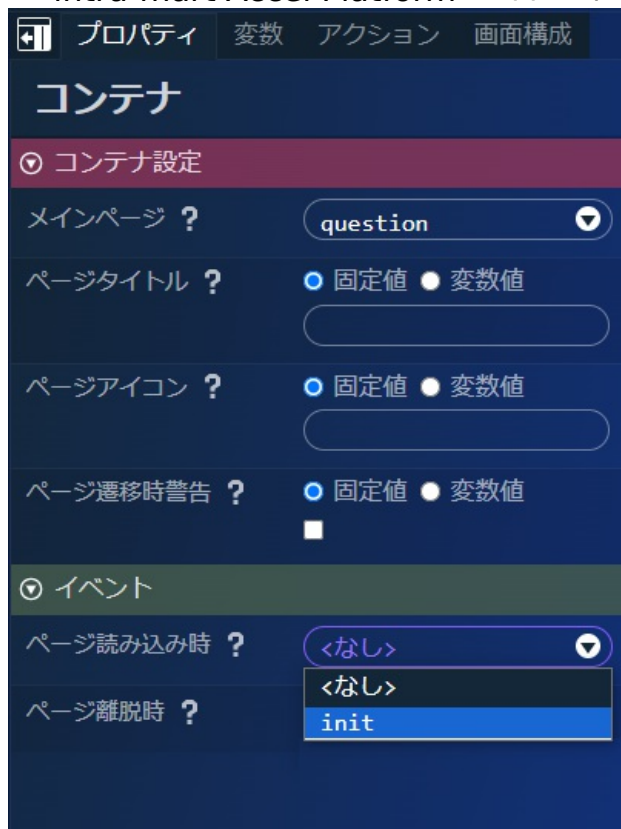 プロパティ 変数 アクション 画面構成
コンテナ
コンテナ設定
メインページ ? question
ページタイトル ? 固定値 変数値
ページアイコン ? 固定値 変数値
ページ遷移時警告 ? 固定値 変数値
イベント
ページ読み込み時 ? <なし>
<なし>
ページ離脱時 ?
init